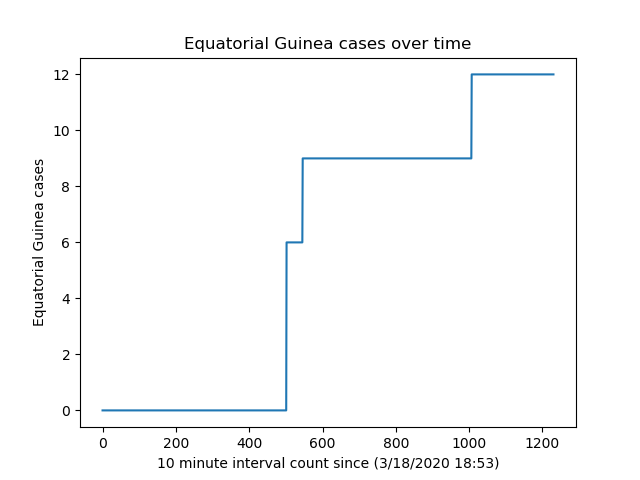 Equatorial Guinea cases over time
12
10
8
6
4
2
0
Equatorial Guinea cases
0 200 400 600 800 1000 1200
10 minute interval count since (3/18/2020 18:53)